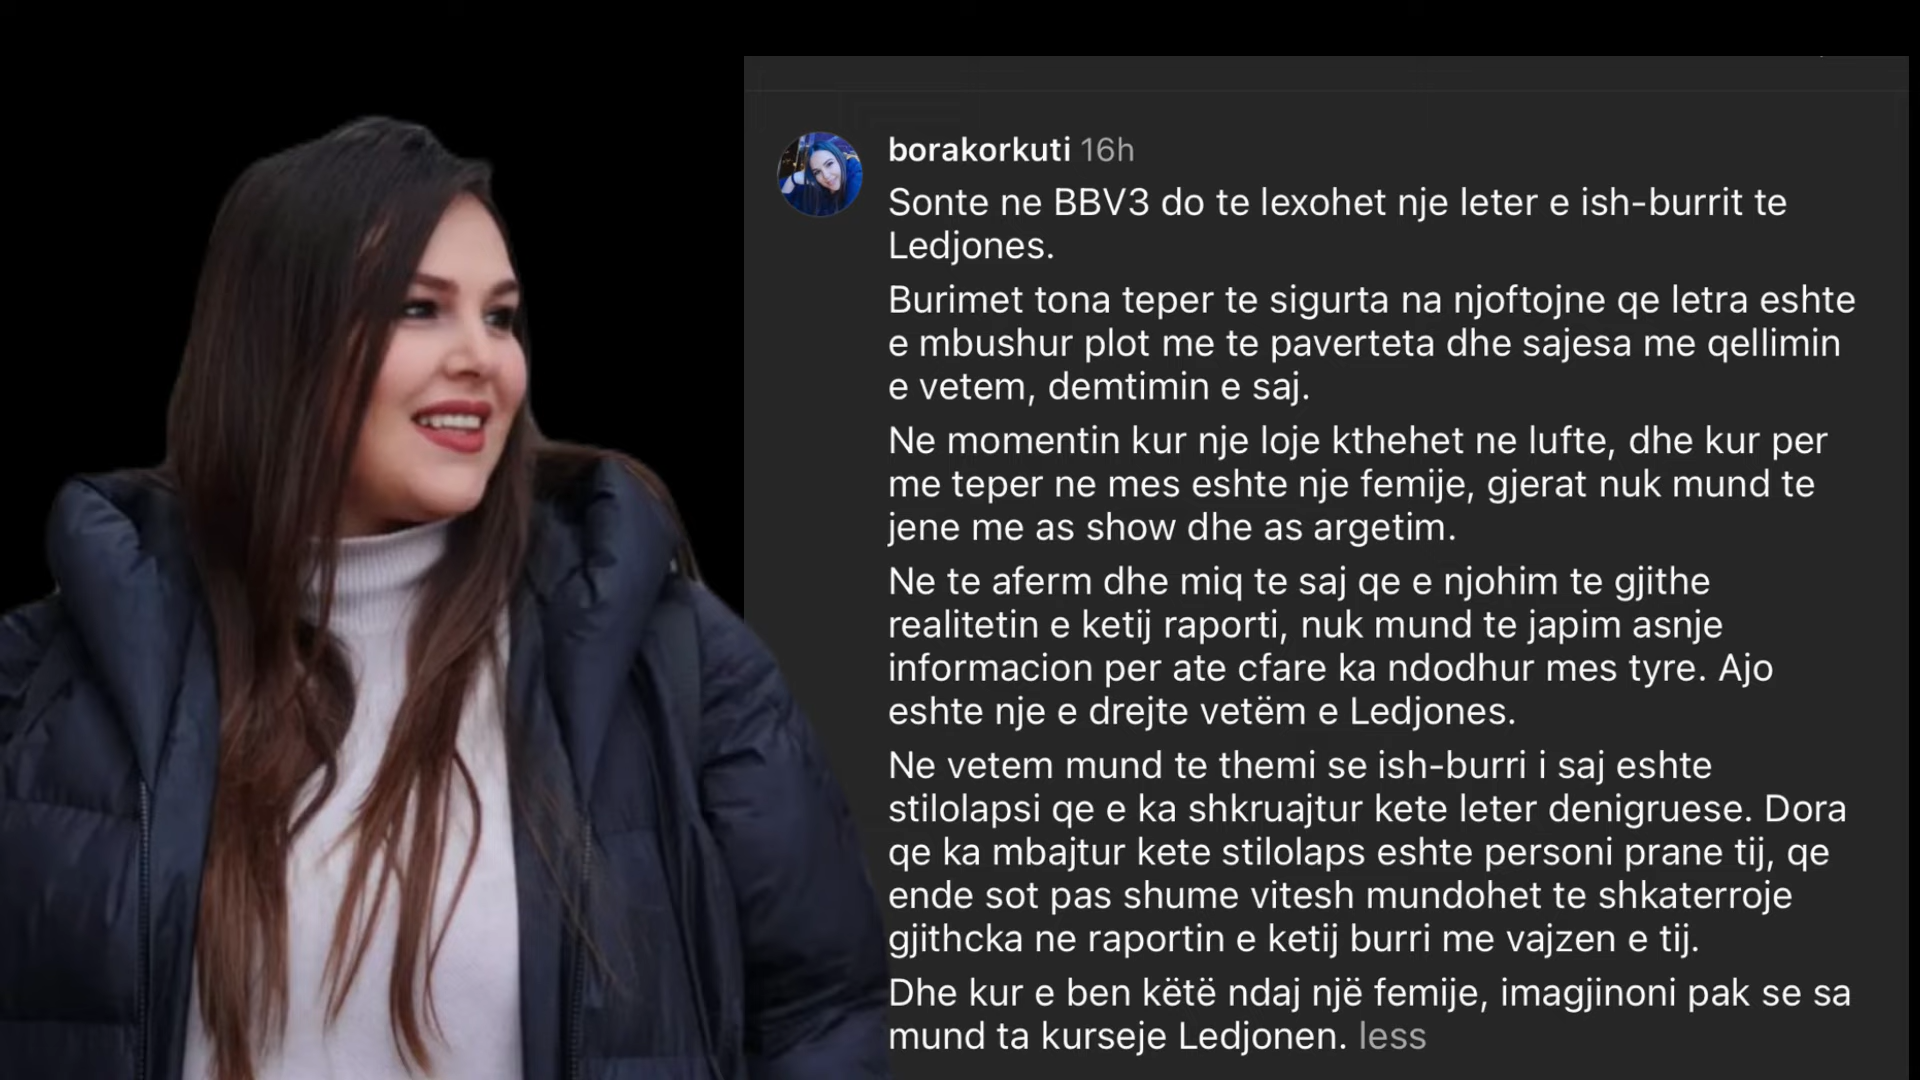 borakorkuti 16h
Sonte ne BBV3 do te lexohet nje leter e ish-burrit te
Ledjones.
Burimet tona teper te sigurta na njoftojne qe letra eshte
e mbushur plot me te paverteta dhe sajesa me qellimin
e vetem, demtimin e saj.
Ne momentin kur nje loje kthehet ne lufte, dhe kur per
me teper ne mes eshte nje femije, gjerat nuk mund te
jene me as show dhe as argetim.
Ne te aferm dhe miq te saj qe e njohim te gjithe
realitetin e ketij raporti, nuk mund te japim asnje
informacion per ate cfare ka ndodhur mes tyre. Ajo
eshte nje e drejte vetëm e Ledjones.
Ne vetem mund te themi se ish-burri i saj eshte
stilolapsi qe e ka shkruajtur kete leter denigruese. Dora
qe ka mbajtur kete stilolaps eshte personi prane tij, qe
ende sot pas shume vitesh mundohet te shkaterroje
gjithcka ne raportin e ketij burri me vajzen e tij.
Dhe kur e ben këtë ndaj një femije, imagjinoni pak se sa
mund ta kurseje Ledjonen. less